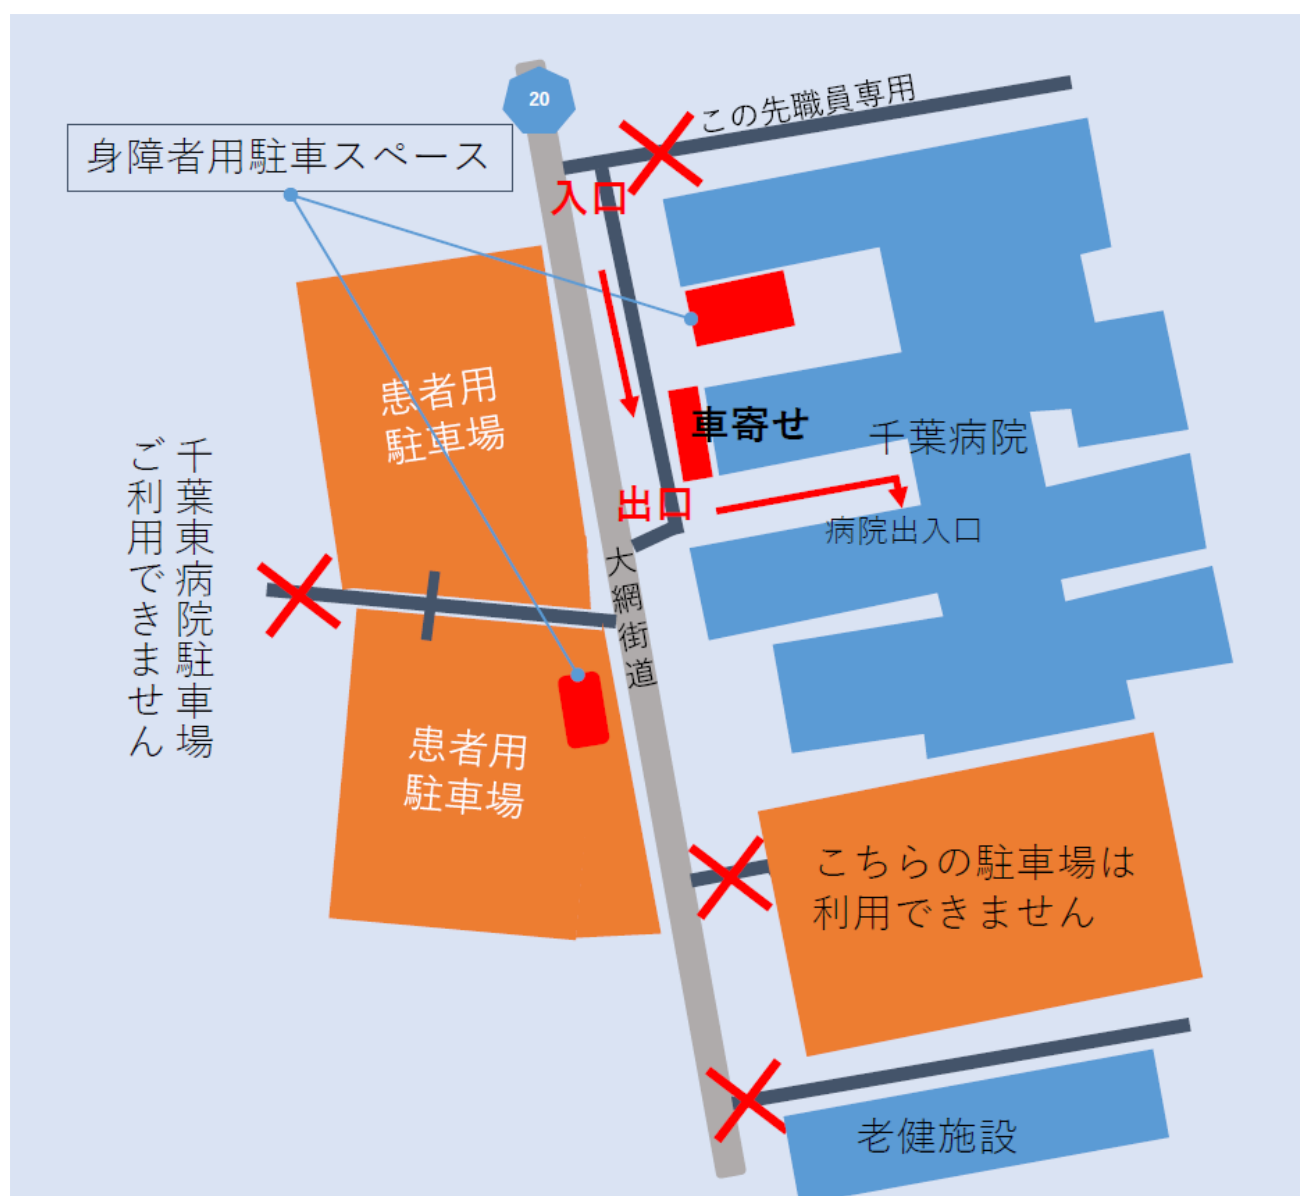 20
この先職員専用
身障者用駐車スペース
入口
患者用
駐車場
車寄せ
千葉病院
千葉東病院駐車場
ご利用できません
出口
病院出入口
大網街道
患者用
駐車場
こちらの駐車場は
利用できません
老健施設